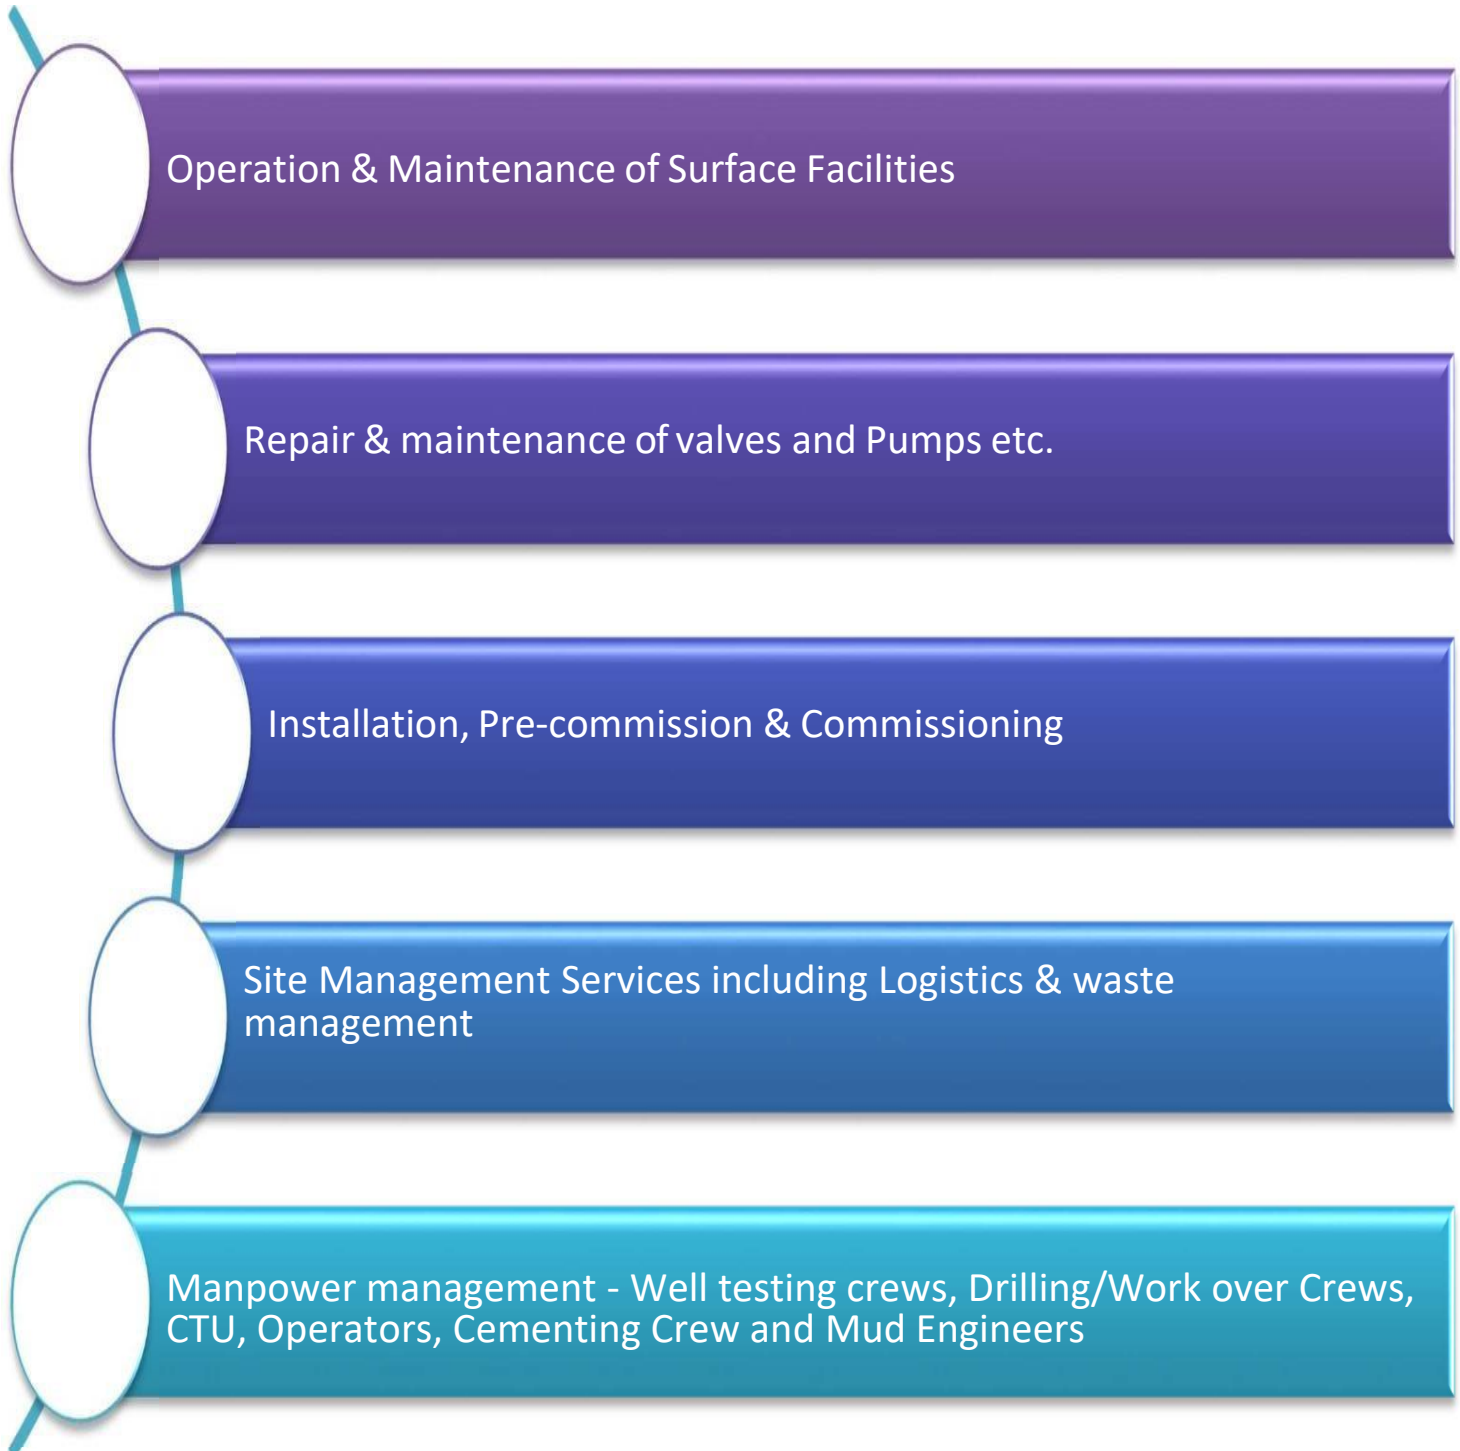 Operation & Maintenance of Surface Facilities
Repair & maintenance of valves and Pumps etc.
Installation, Pre-commission & Commissioning
Site Management Services including Logistics & waste
management
Manpower management - Well testing crews, Drilling/Work over Crews,
CTU, Operators, Cementing Crew and Mud Engineers